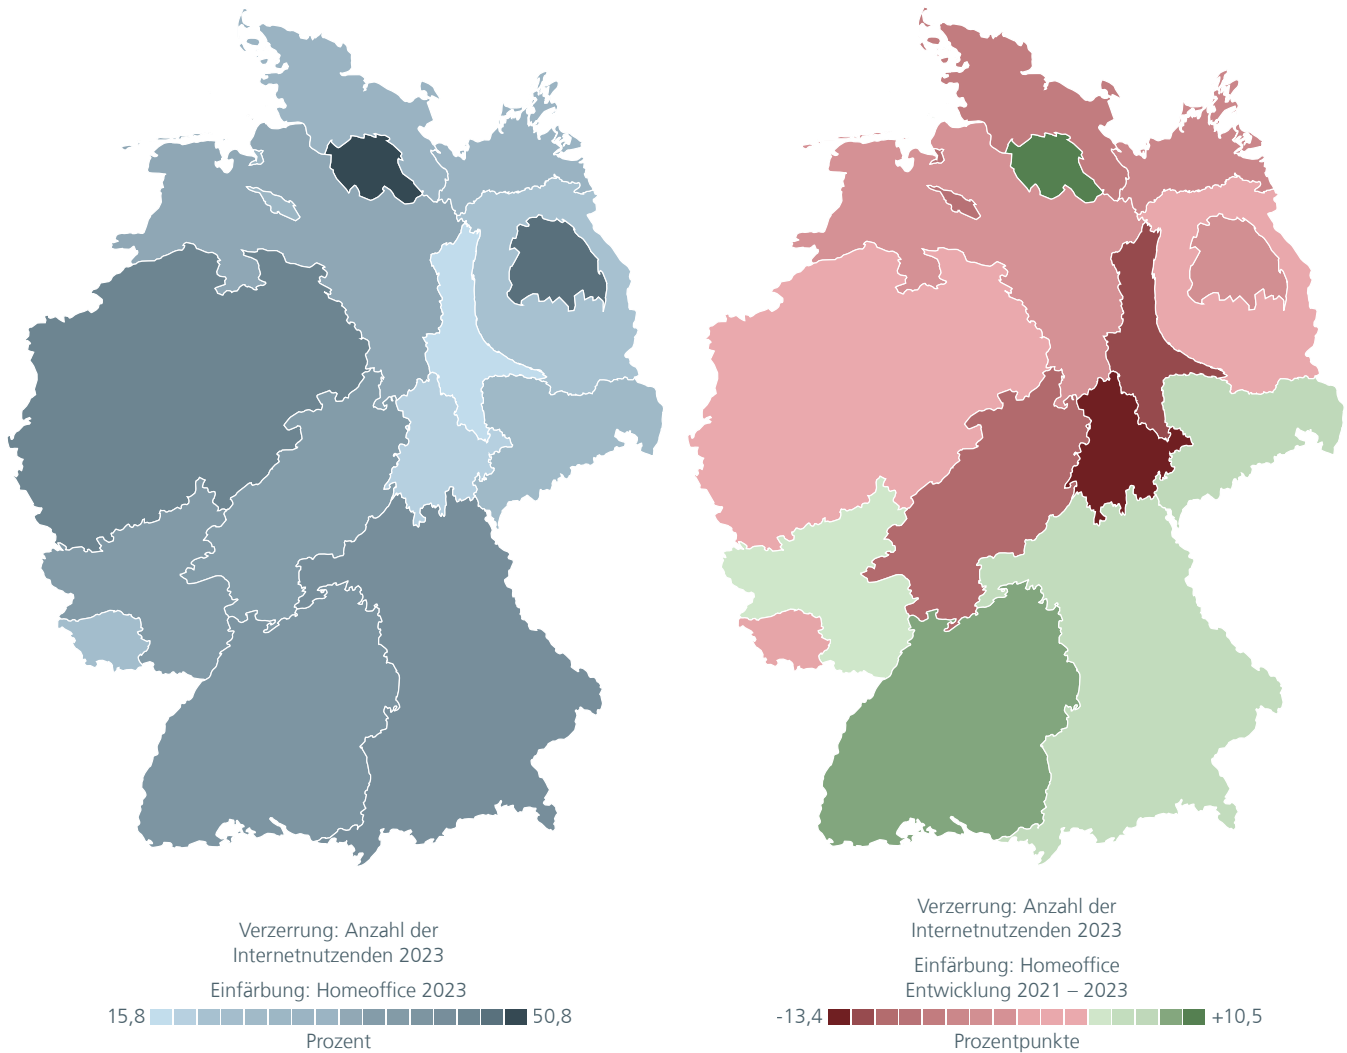 Verzerrung: Anzahl der
Internetnutzenden 2023
Einfärbung: Homeoffice 2023
15,8 50,8
Prozent
Verzerrung: Anzahl der
Internetnutzenden 2023
Einfärbung: Homeoffice
Entwicklung 2021 – 2023
-13,4 +10,5
Prozentpunkte